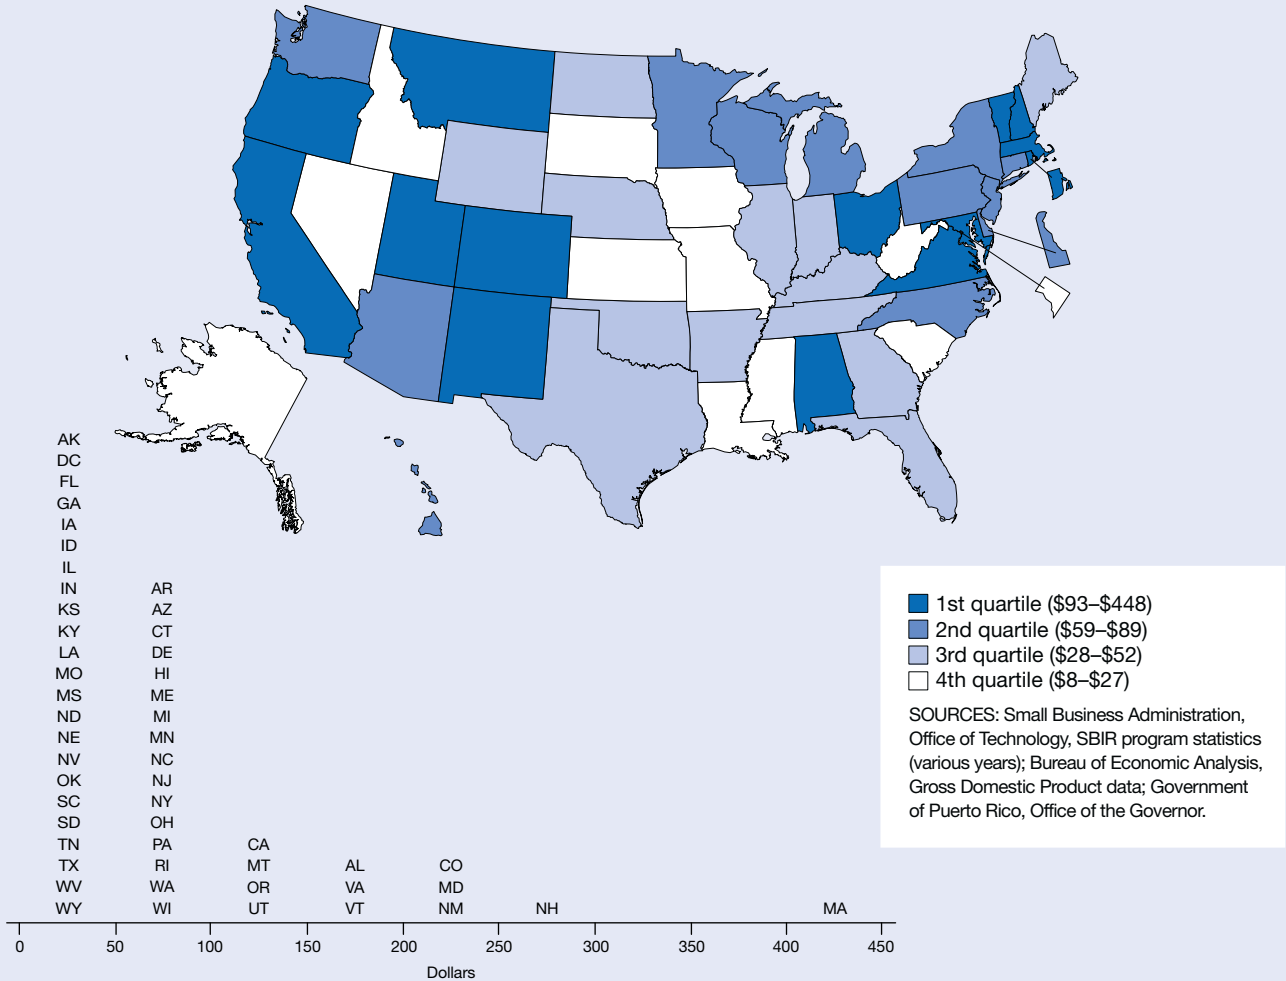 AK
DC
FL
GA
IA
ID
IL
IN AR
KS AZ
KY CT
LA DE
MO HI
MS ME
ND MI
NE MN
NV NC
OK NJ
SC NY
SD OH
TN PA CA
TX RI MT AL CO
WV WA OR VA MD
WY WI UT VT NM NH MA
0 50 100 150 200 250 300 350 400 450
Dollars
1st quartile ($93–$448)
2nd quartile ($59–$89)
3rd quartile ($28–$52)
4th quartile ($8–$27)
SOURCES: Small Business Administration,
Office of Technology, SBIR program statistics
(various years); Bureau of Economic Analysis,
Gross Domestic Product data; Government
of Puerto Rico, Office of the Governor.